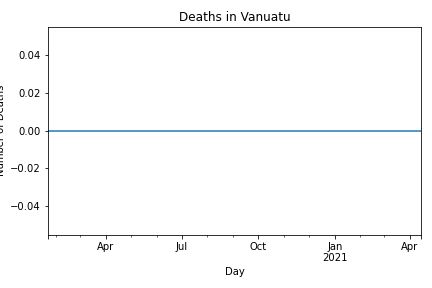 Deaths in Vanuatu
Number of Deaths
0.04
0.02
0.00
−0.02
−0.04
Apr
Jul
Oct
Jan
2021
Apr
Day